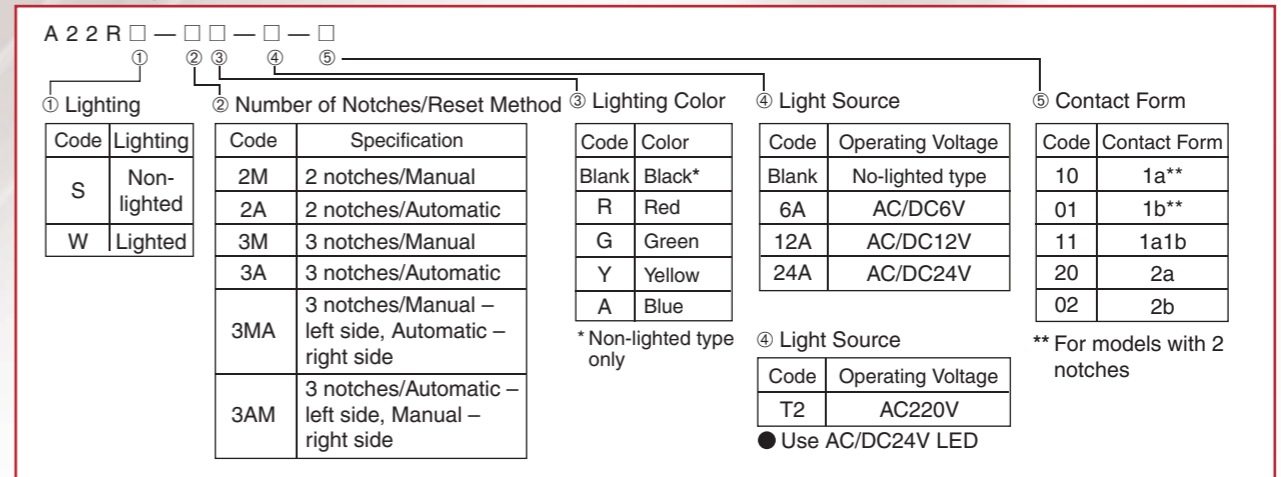 A 2 2 R □ — □ □ — □ — □
① ② ③ ④ ⑤
① Lighting
Code Lighting
S Non-
lighted
W Lighted
② Number of Notches/Reset Method
Code Specification
2M 2 notches/Manual
2A 2 notches/Automatic
3M 3 notches/Manual
3A 3 notches/Automatic
3MA 3 notches/Manual –
left side, Automatic –
right side
3AM 3 notches/Automatic –
left side, Manual –
right side
③ Lighting Color
Code Color
Blank Black*
R Red
G Green
Y Yellow
A Blue
* Non-lighted type
only
④ Light Source
Code Operating Voltage
Blank No-lighted type
6A AC/DC6V
12A AC/DC12V
24A AC/DC24V
④ Light Source
Code Operating Voltage
T2 AC220V
● Use AC/DC24V LED
⑤ Contact Form
Code Contact Form
10 1a**
01 1b**
11 1a1b
20 2a
02 2b
** For models with 2
notches